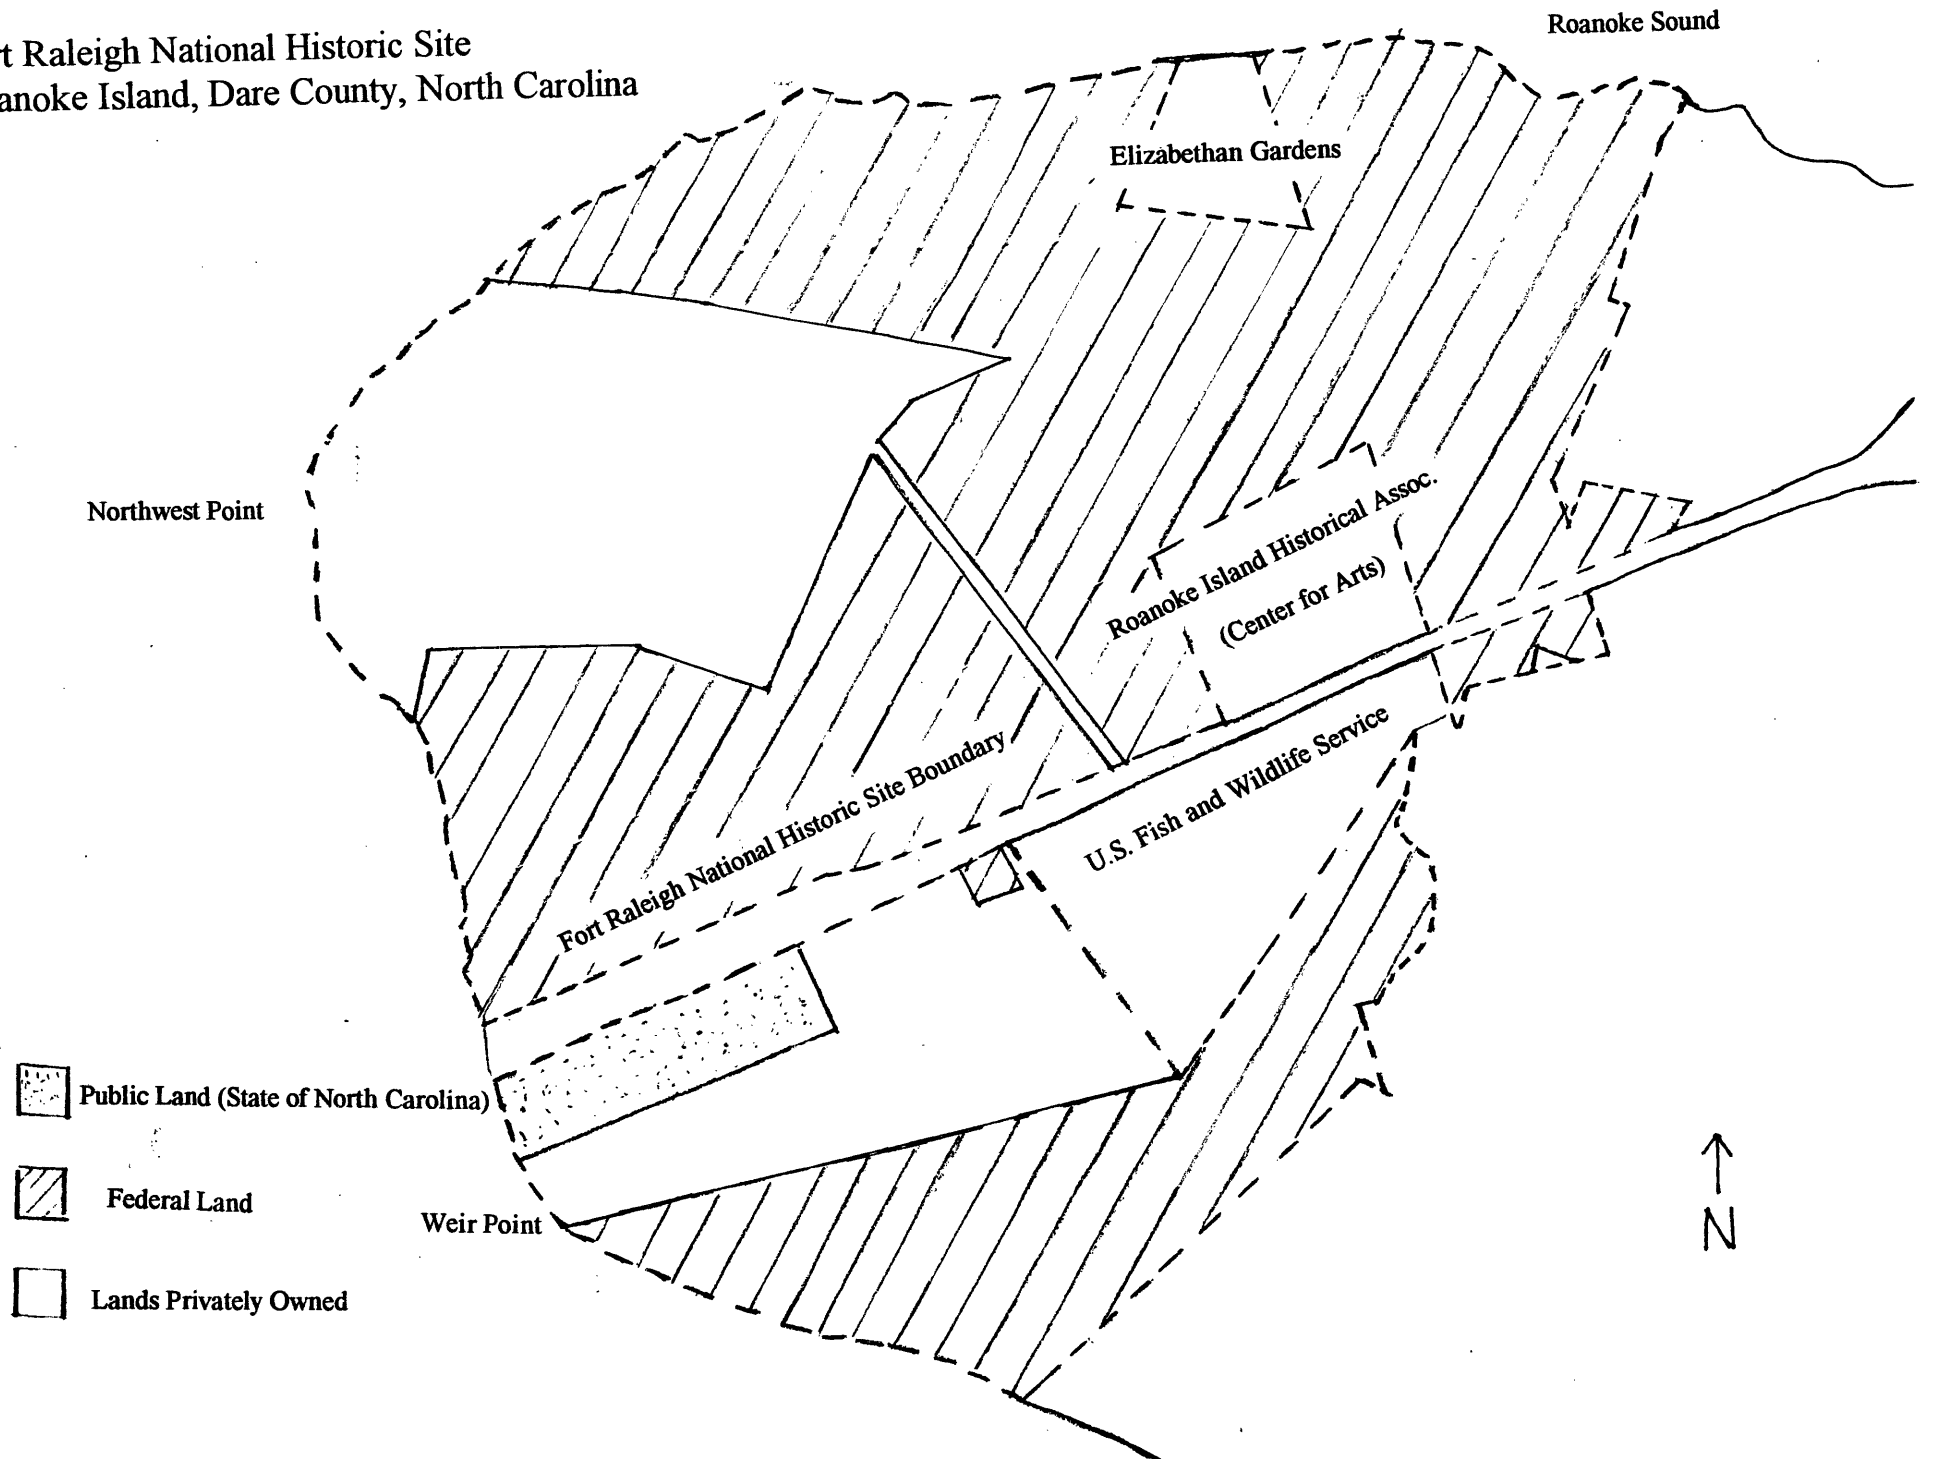 t Raleigh National Historic Site
anoke Island, Dare County, North Carolina
Roanoke Sound
Elizabethan Gardens
Northwest Point
Roanoke Island Historical Assoc.
(Center for Arts)
Fort Raleigh National Historic Site Boundary
U.S. Fish and Wildlife Service
Public Land (State of North Carolina)
Federal Land
Weir Point
Lands Privately Owned
N